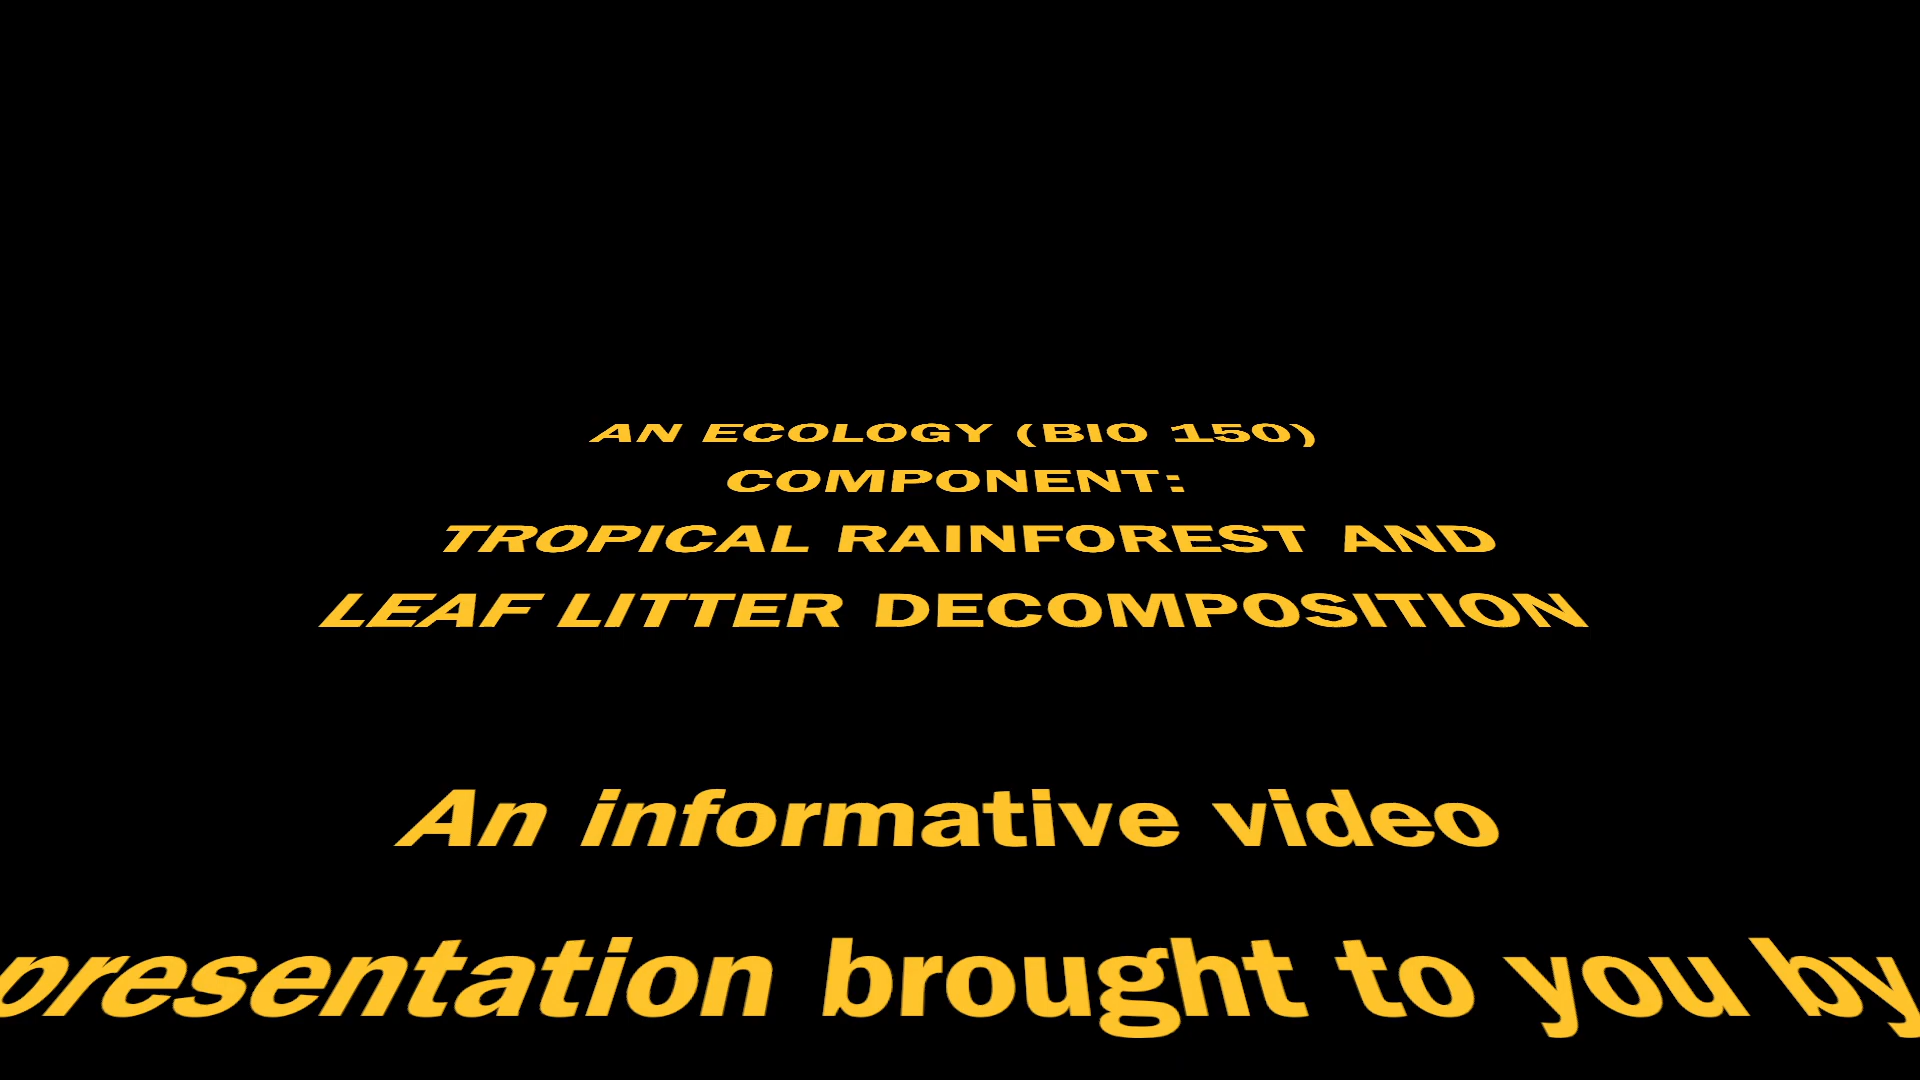 AN ECOLOGY (BIO 150)
COMPONENT:
TROPICAL RAINFOREST AND
LEAF LITTER DECOMPOSITION
An informative video
presentation brought to you by